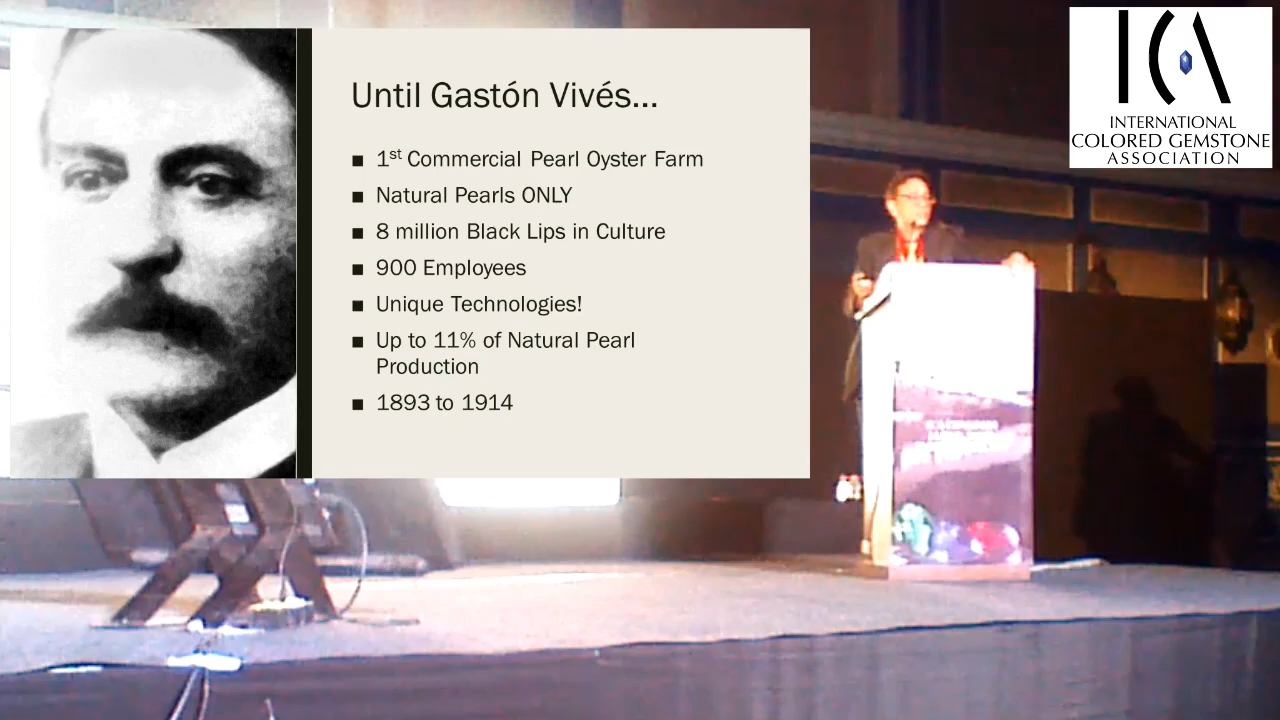 Until Gastón Vivés...
■ 1st Commercial Pearl Oyster Farm
■ Natural Pearls ONLY
■ 8 million Black Lips in Culture
■ 900 Employees
■ Unique Technologies!
■ Up to 11% of Natural Pearl
Production
■ 1893 to 1914
ICA
INTERNATIONAL
COLORED GEMSTONE
ASSOCIATION